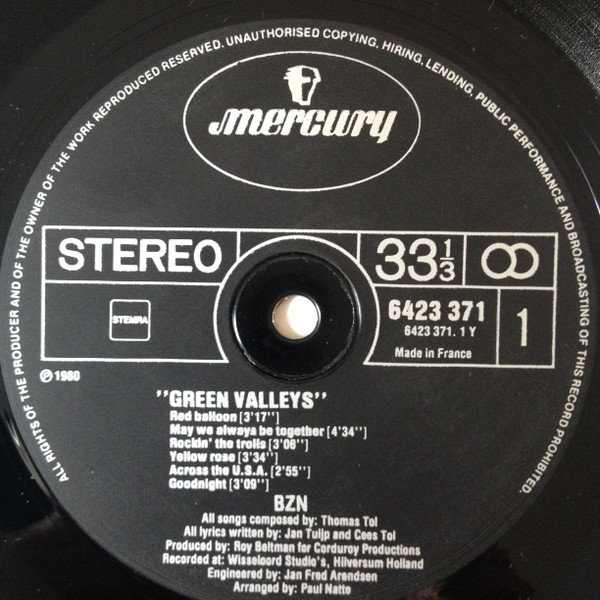 ALL RIGHTS OF THE PRODUCER AND OF THE OWNER OF THE WORK REPRODUCED RESERVED. UNAUTHORISED COPYING, HIRING, LENDING, PUBLIC PERFORMANCE AND BROADCASTING OF THIS RECORD PROHIBITED.
mercury
STEREO
33 1/3
STEMRA
6423 371
6423 371. 1 Y
Made in France
1
℗ 1980
''GREEN VALLEYS''
Red balloon [3'17'']
May we always be together [4'34'']
Rockin' the trolls [3'06'']
Yellow rose [3'34'']
Across the U.S.A. [2'55'']
Goodnight [3'09'']
BZN
All songs composed by: Thomas Tol
All lyrics written by: Jan Tuijp and Cees Tol
Produced by: Roy Beltman for Corduroy Productions
Recorded at: Wisseloord Studio's, Hilversum Holland
Engineered by: Jan Fred Arendsen
Arranged by: Paul Natte